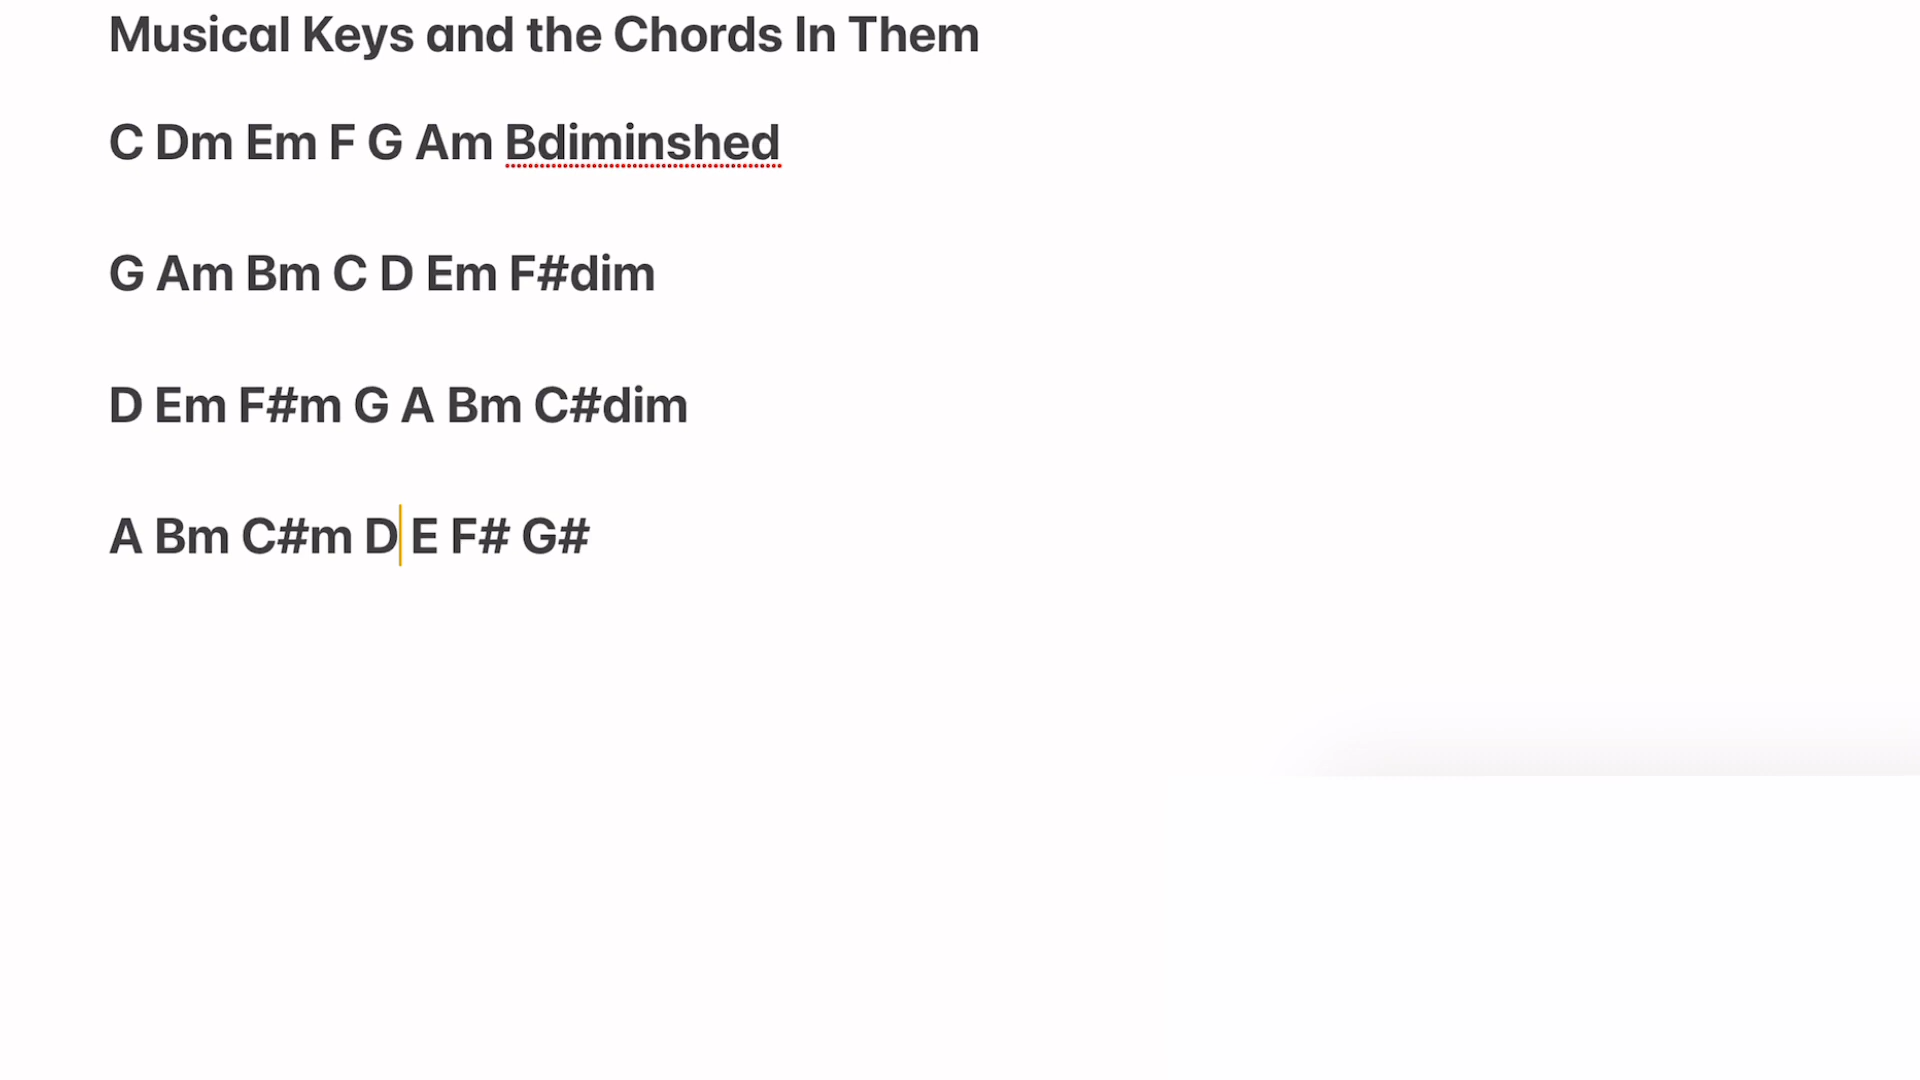 Musical Keys and the Chords In Them
C Dm Em F G Am Bdiminshed
G Am Bm C D Em F#dim
D Em F#m G A Bm C#dim
A Bm C#m D E F# G#